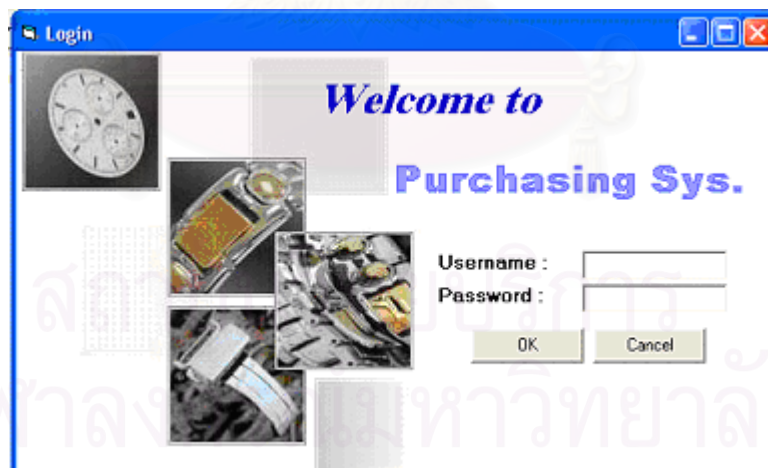 Login
Welcome to
Purchasing Sys.
Username :
Password :
OK Cancel